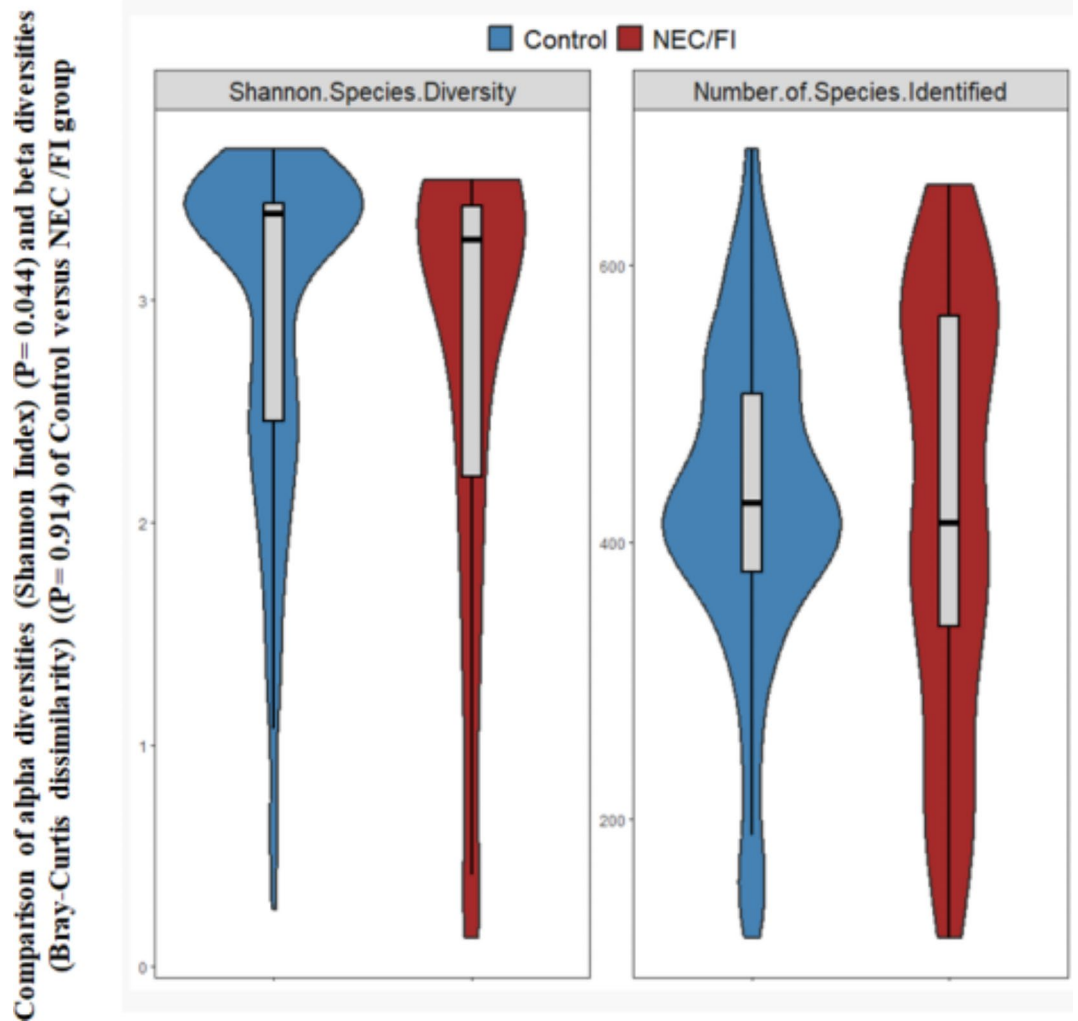 Comparison of alpha diversities (Shannon Index) (P= 0.044) and beta diversities
(Bray-Curtis dissimilarity) ((P= 0.914) of Control versus NEC /FI group
Control NEC/FI
Shannon.Species.Diversity
3
2
1
0
Number.of.Species.Identified
600
400
200